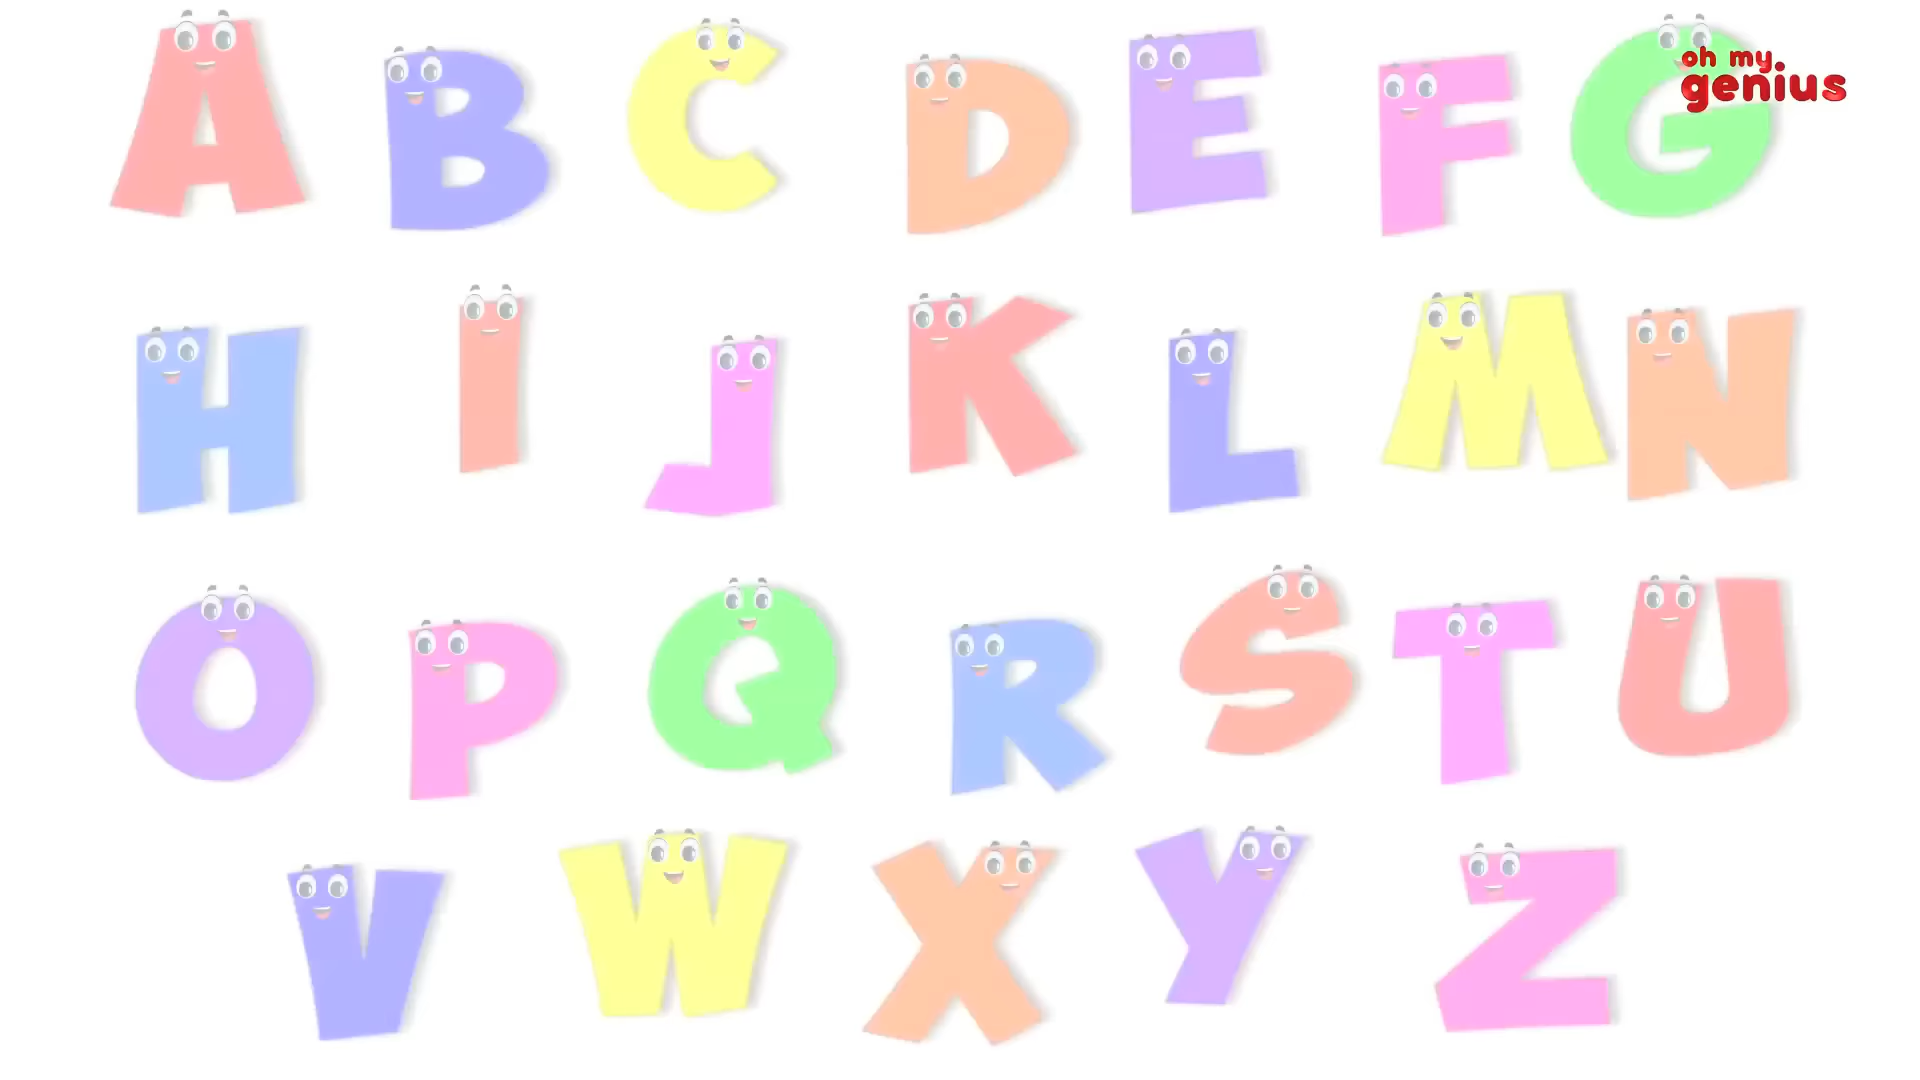 A B C D E F G
oh my
genius
H I J K L M N
O P Q R S T U
V W X Y Z